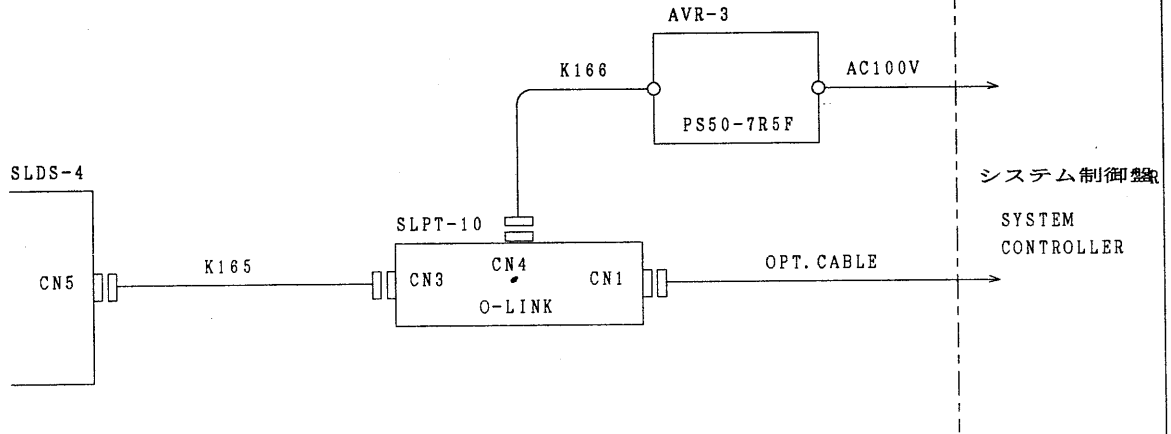 AVR-3
K166
AC100V
PS50-7R5F
SLDS-4
システム制御盤
SLPT-10
SYSTEM
CONTROLLER
CN5
K165
CN3
CN4
CN1
OPT.CABLE
O-LINK